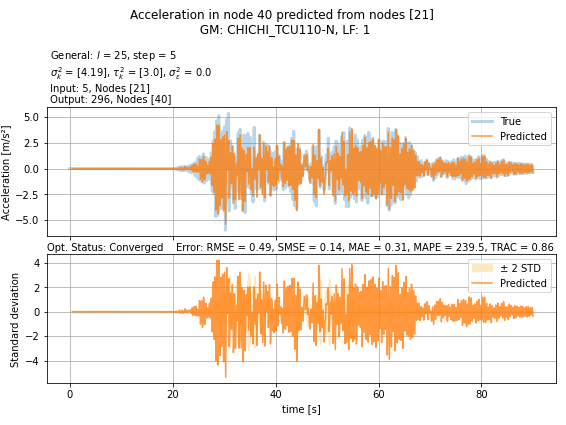 Acceleration in node 40 predicted from nodes [21]
GM: CHICHI_TCU110-N, LF: 1
General: l = 25, step = 5
σ²ₖ = [4.19], τ²ₖ = [3.0], σ²ₜ = 0.0
Input: 5, Nodes [21]
Output: 296, Nodes [40]
5.0
2.5
0.0
−2.5
−5.0
Acceleration [m/s²]
True
Predicted
Opt. Status: Converged Error: RMSE = 0.49, SMSE = 0.14, MAE = 0.31, MAPE = 239.5, TRAC = 0.86
4
2
0
−2
−4
Standard deviation
± 2 STD
Predicted
0 20 40 60 80
time [s]